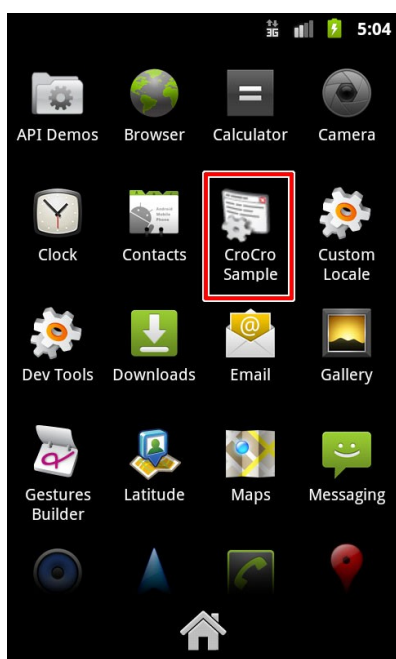 3G 5:04
API Demos Browser Calculator Camera
Clock Contacts CroCro Sample Custom Locale
Dev Tools Downloads Email Gallery
Gestures Builder Latitude Maps Messaging